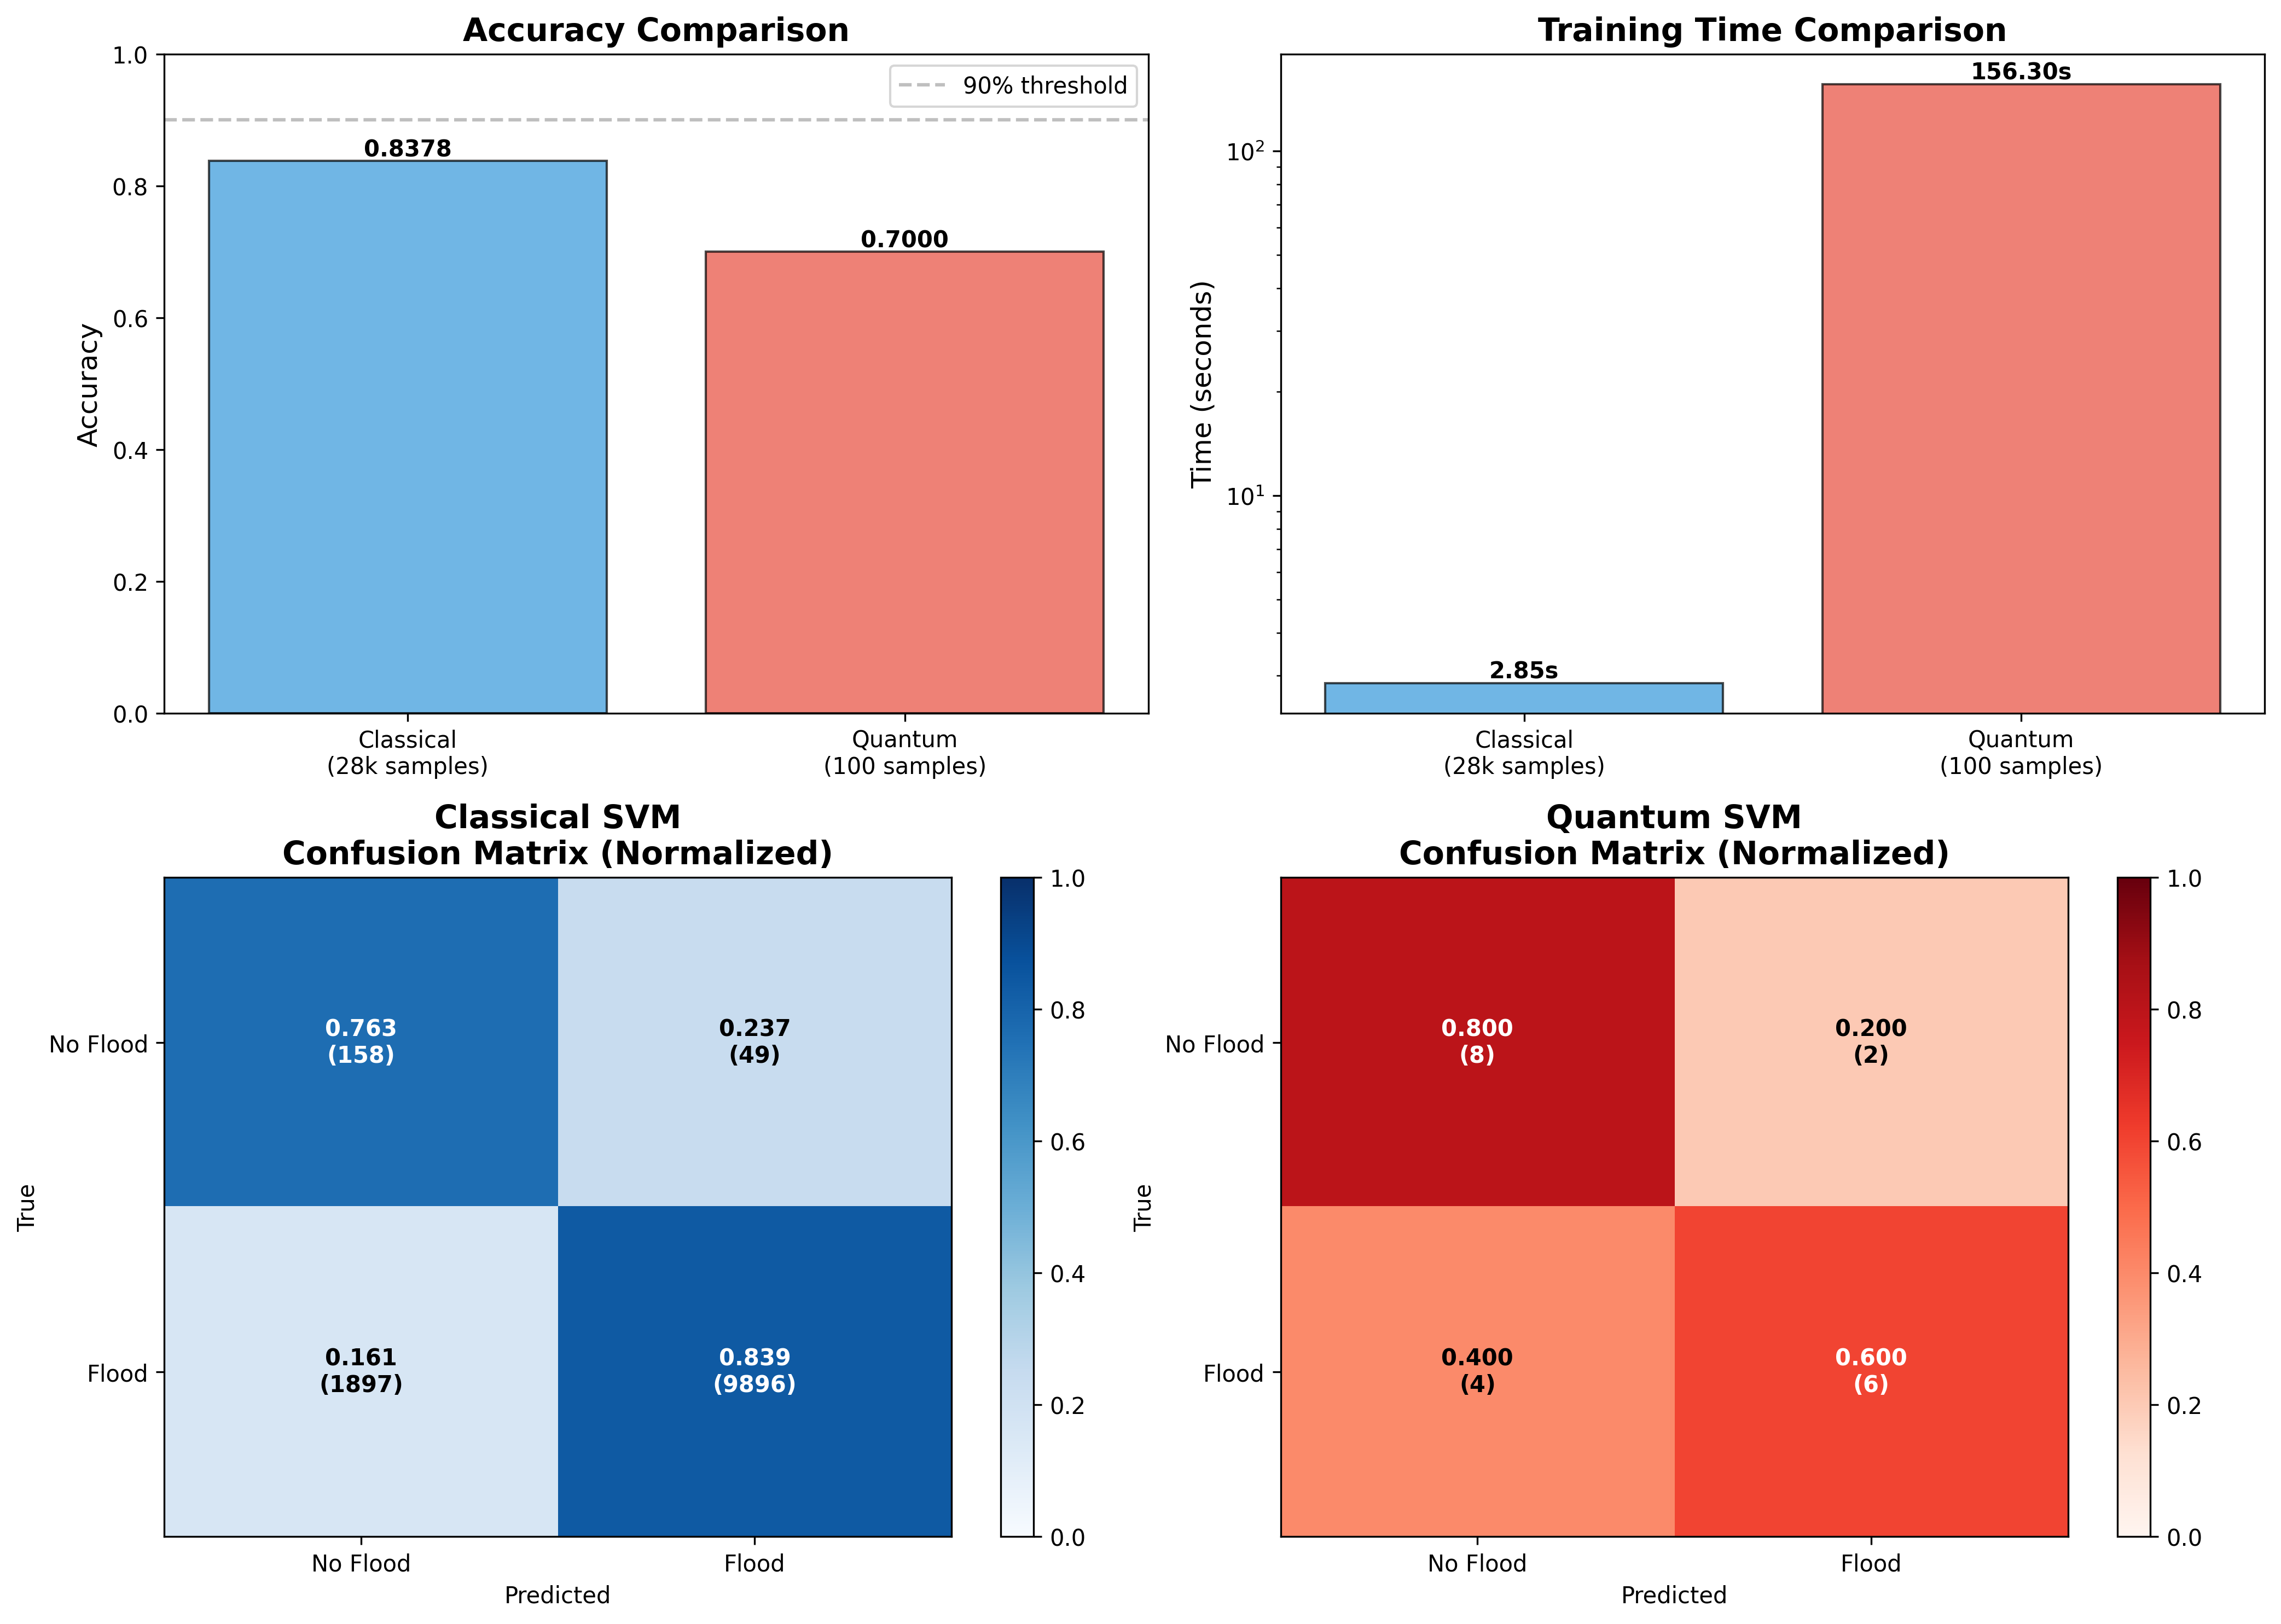 Accuracy Comparison
1.0
0.8
0.6
0.4
0.2
0.0
Accuracy
90% threshold
0.8378
0.7000
Classical
(28k samples)
Quantum
(100 samples)
Training Time Comparison
10²
10¹
Time (seconds)
2.85s
156.30s
Classical
(28k samples)
Quantum
(100 samples)
Classical SVM
Confusion Matrix (Normalized)
True
No Flood
Flood
0.763
(158)
0.237
(49)
0.161
(1897)
0.839
(9896)
No Flood
Flood
Predicted
1.0
0.8
0.6
0.4
0.2
0.0
Quantum SVM
Confusion Matrix (Normalized)
True
No Flood
Flood
0.800
(8)
0.200
(2)
0.400
(4)
0.600
(6)
No Flood
Flood
Predicted
1.0
0.8
0.6
0.4
0.2
0.0